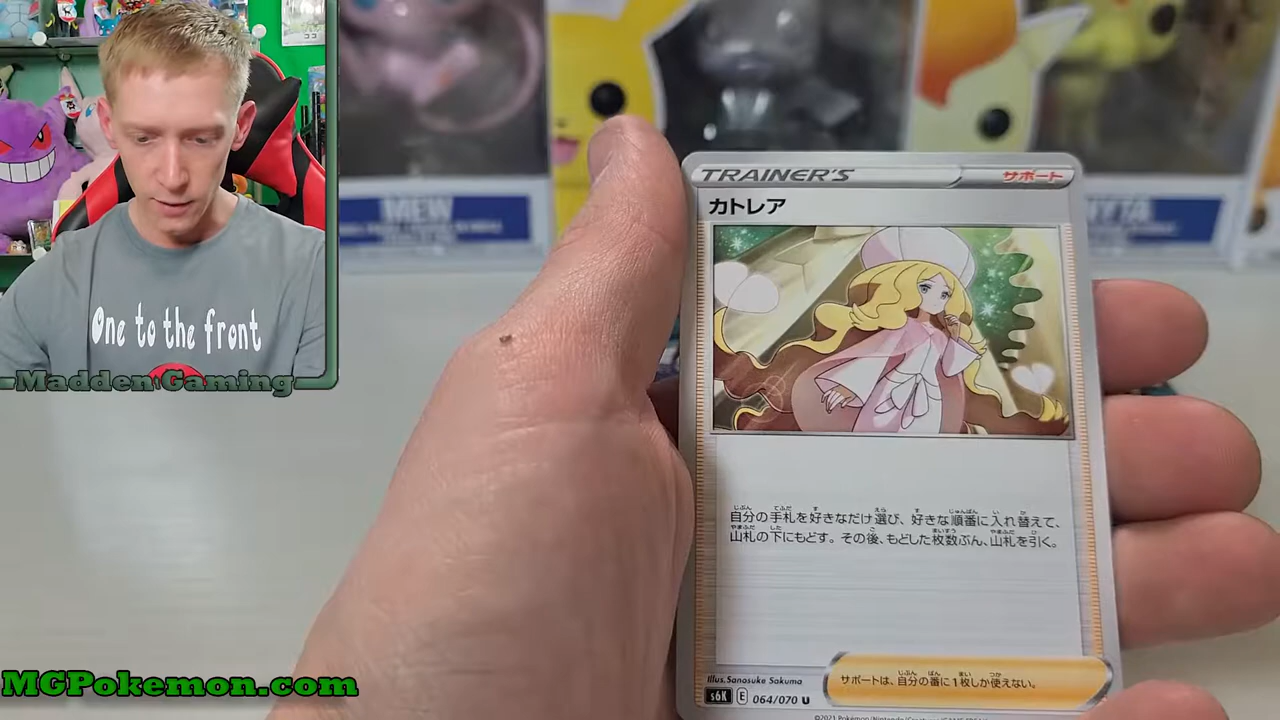 One to the front
Madden Gaming
MEW
TRAINER'S
サポート
カトレア
自分の手札を好きなだけ選び、好きな順番に入れ替えて、
山札の下にもどす。その後、もどした枚数ぶん、山札を引く。
サポートは、自分の番に1枚しか使えない。
Illus. Sanosuke Sakuma
s6K E 064/070 U
MGPokemon.com